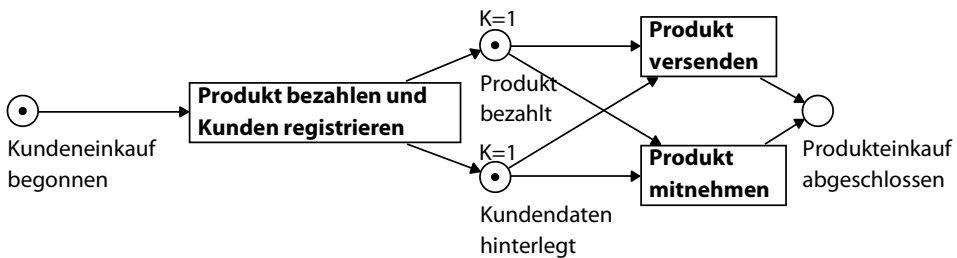 Kundeneinkauf
begonnen
Produkt bezahlen und
Kunden registrieren
K=1
Produkt
bezahlt
K=1
Kundendaten
hinterlegt
Produkt
versenden
Produkt
mitnehmen
Produkteinkauf
abgeschlossen